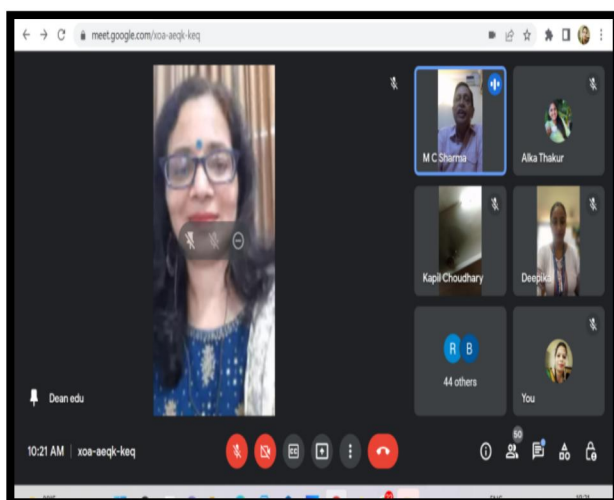 meet.google.com/xoa-aeqk-keq
M C Sharma
Alka Thakur
Kapil Choudhary
Deepika
R B
44 others
You
Dean edu
10:21 AM | xoa-aeqk-keq
50